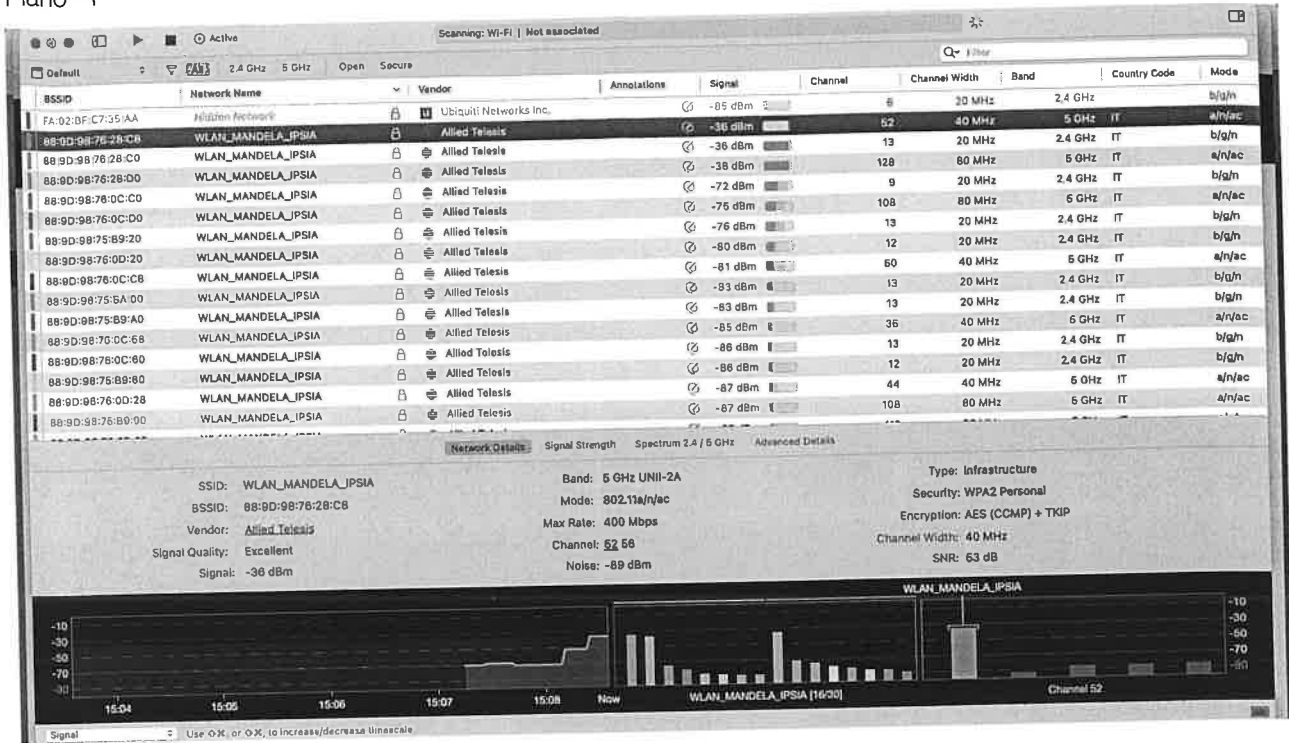 Piano 1
Active Scanning: Wi-Fi | Not associated
Default 2.4 GHz 5 GHz Open Secure Filter
BSSID Network Name Vendor Annotations Signal Channel Channel Width Band Country Code Mode
FA:02:BF:C7:35:AA Hidden Network Ubiquiti Networks Inc. -85 dBm 6 20 MHz 2,4 GHz b/g/n
88:9D:98:76:28:C8 WLAN_MANDELA_IPSIA Allied Telesis -36 dBm 52 40 MHz 5 GHz IT a/n/ac
88:9D:98:76:28:C0 WLAN_MANDELA_IPSIA Allied Telesis -36 dBm 13 20 MHz 2.4 GHz IT b/g/n
88:9D:98:76:28:D0 WLAN_MANDELA_IPSIA Allied Telesis -38 dBm 128 80 MHz 5 GHz IT a/n/ac
88:9D:98:76:0C:C0 WLAN_MANDELA_IPSIA Allied Telesis -72 dBm 9 20 MHz 2,4 GHz IT b/g/n
88:9D:98:76:0C:D0 WLAN_MANDELA_IPSIA Allied Telesis -75 dBm 108 80 MHz 5 GHz IT a/n/ac
88:9D:98:75:B9:20 WLAN_MANDELA_IPSIA Allied Telesis -76 dBm 13 20 MHz 2,4 GHz IT b/g/n
88:9D:98:76:0D:20 WLAN_MANDELA_IPSIA Allied Telesis -80 dBm 12 20 MHz 2.4 GHz IT b/g/n
88:9D:98:76:0C:C8 WLAN_MANDELA_IPSIA Allied Telesis -81 dBm 60 40 MHz 5 GHz IT a/n/ac
88:9D:98:75:5A:00 WLAN_MANDELA_IPSIA Allied Telesis -83 dBm 13 20 MHz 2.4 GHz IT b/g/n
88:9D:98:75:B9:A0 WLAN_MANDELA_IPSIA Allied Telesis -83 dBm 13 20 MHz 2.4 GHz IT b/g/n
88:9D:98:76:0C:68 WLAN_MANDELA_IPSIA Allied Telesis -85 dBm 36 40 MHz 5 GHz IT a/n/ac
88:9D:98:76:0C:60 WLAN_MANDELA_IPSIA Allied Telesis -86 dBm 13 20 MHz 2,4 GHz IT b/g/n
88:9D:98:75:B9:60 WLAN_MANDELA_IPSIA Allied Telesis -86 dBm 12 20 MHz 2,4 GHz IT b/g/n
88:9D:98:76:0D:28 WLAN_MANDELA_IPSIA Allied Telesis -87 dBm 44 40 MHz 5 GHz IT a/n/ac
88:9D:98:75:B9:90 WLAN_MANDELA_IPSIA Allied Telesis -87 dBm 108 80 MHz 5 GHz IT a/n/ac
Network Details Signal Strength Spectrum 2.4 / 5 GHz Advanced Details
SSID: WLAN_MANDELA_IPSIA Band: 5 GHz UNII-2A Type: Infrastructure
BSSID: 88:9D:98:76:28:C8 Mode: 802.11a/n/ac Security: WPA2 Personal
Vendor: Allied Telesis Max Rate: 400 Mbps Encryption: AES (CCMP) + TKIP
Signal Quality: Excellent Channel: 52 56 Channel Width: 40 MHz
Signal: -36 dBm Noise: -89 dBm SNR: 53 dB
WLAN_MANDELA_IPSIA
-10 -10
-30 -30
-50 -50
-70 -70
-90 -90
15:04 15:05 15:06 15:07 15:08 Now WLAN_MANDELA_IPSIA [16/30] Channel 52
Signal Use ⇧⌘, or ⇧⌘, to increase/decrease timescale